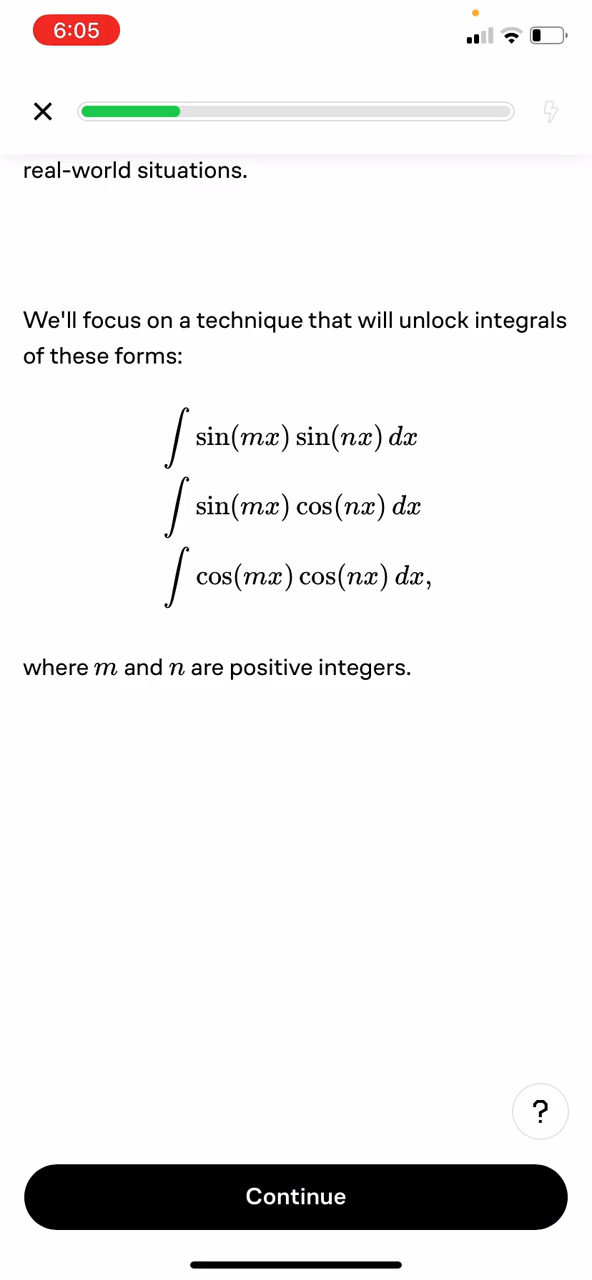 6:05
real-world situations.
We'll focus on a technique that will unlock integrals
of these forms:
∫ sin(mx) sin(nx) dx
∫ sin(mx) cos(nx) dx
∫ cos(mx) cos(nx) dx,
where m and n are positive integers.
?
Continue